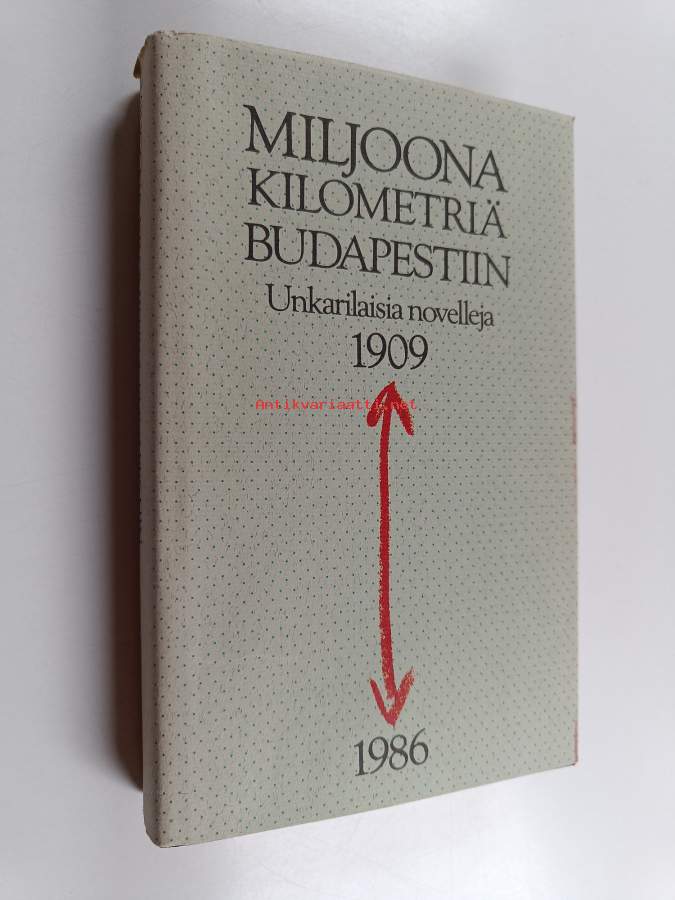 MILJOONA
KILOMETRIÄ
BUDAPESTIIN
Unkarilaisia novelleja
1909
Antikvariaatti.net
1986